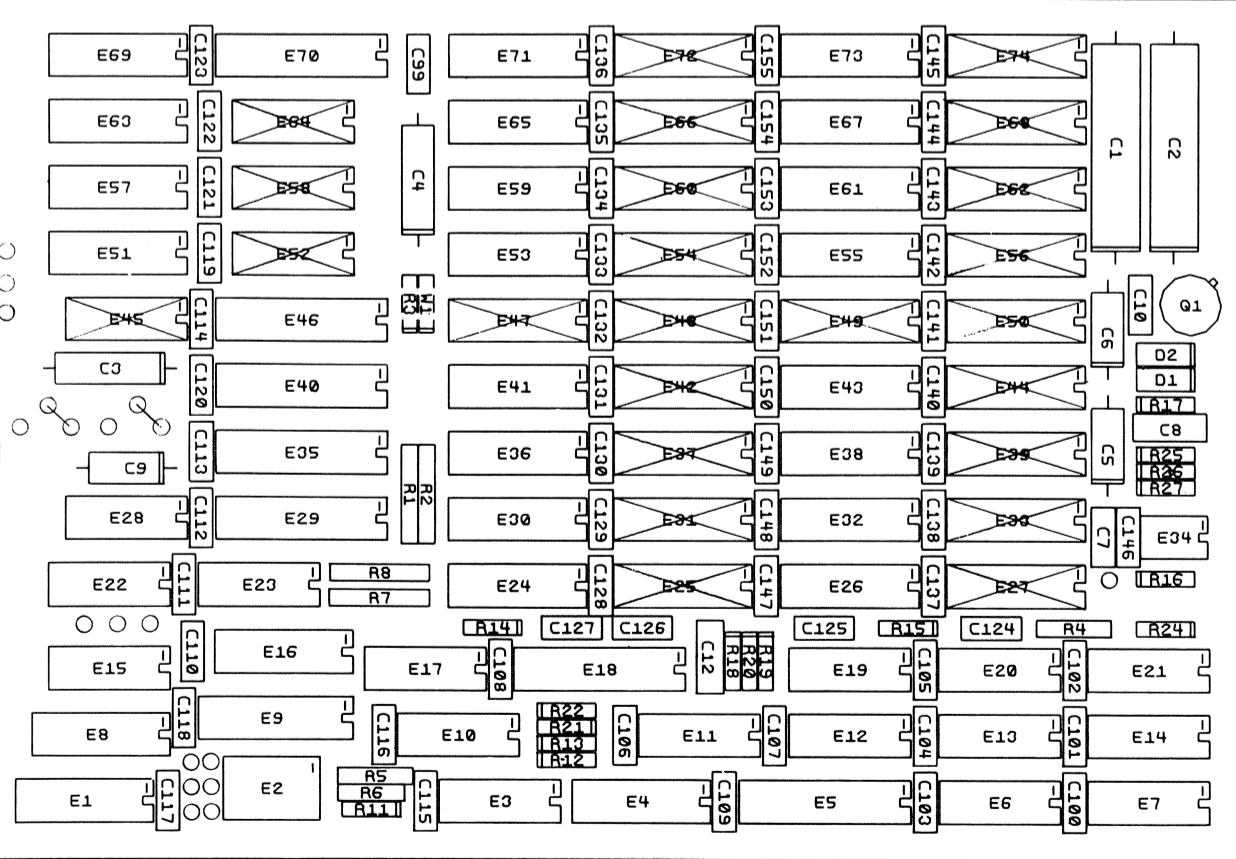 E69 C123 E70 C99 E71 C136 E72 C155 E73 C145 E74
C1 C2
E63 C122 E64 E65 C135 E66 C154 E67 C144 E68
C4
E57 C121 E58 E59 C134 E60 C153 E61 C143 E62
E51 C119 E52 E53 C133 E54 C152 E55 C142 E56
E45 C114 E46 R3 W1 E47 C132 E48 C151 E49 C141 E50 C6 C10 Q1
D2
C3 C120 E40 E41 C131 E42 C150 E43 C140 E44 D1
R17
C8
C9 C113 E35 E36 C130 E37 C149 E38 C139 E39 C5 R25
R26
R27
E28 C112 E29 R1 R2 E30 C129 E31 C148 E32 C138 E33 C7 C146 E34
E22 C111 E23 R8 E24 C128 E25 C147 E26 C137 E27 R16
R7
R14 C127 C126 C125 R15 C124 R4 R24
E15 C110 E16 E17 C108 E18 C12 R18 R20 R19 E19 C105 E20 C102 E21
E8 C118 E9 C116 E10 R22 C106 E11 C107 E12 C104 E13 C101 E14
R21
R13
R12
E1 C117 E2 R5 C115 E3 E4 C109 E5 C103 E6 C100 E7
R6
R11